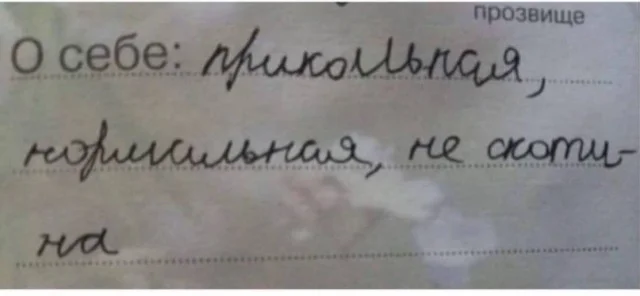 прозвище
О себе: прикольная,
нормальная, не скоти-
на